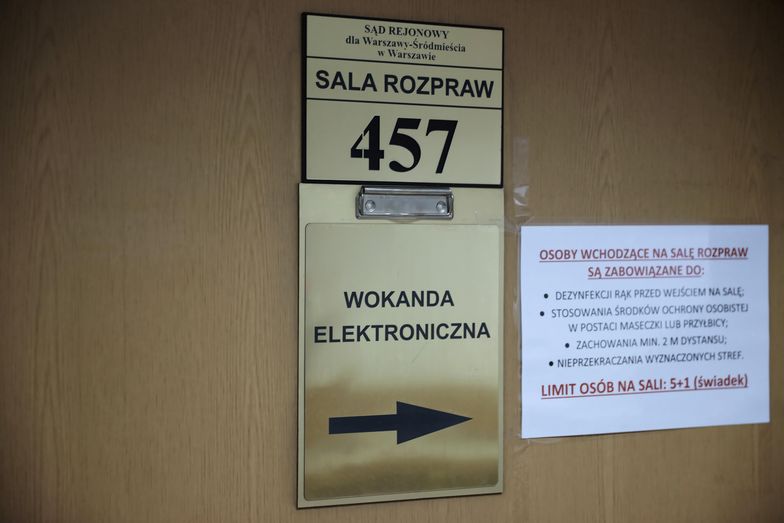 SĄD REJONOWY
dla Warszawy-Śródmieścia
w Warszawie
SALA ROZPRAW
457
WOKANDA
ELEKTRONICZNA
OSOBY WCHODZĄCE NA SALĘ ROZPRAW
SĄ ZABOWIĄZANE DO:
• DEZYNFEKCJI RĄK PRZED WEJŚCIEM NA SALĘ;
• STOSOWANIA ŚRODKÓW OCHRONY OSOBISTEJ
W POSTACI MASECZKI LUB PRZYŁBICY;
• ZACHOWANIA MIN. 2 M DYSTANSU;
• NIEPRZEKRACZANIA WYZNACZONYCH STREF.
LIMIT OSÓB NA SALI: 5+1 (świadek)